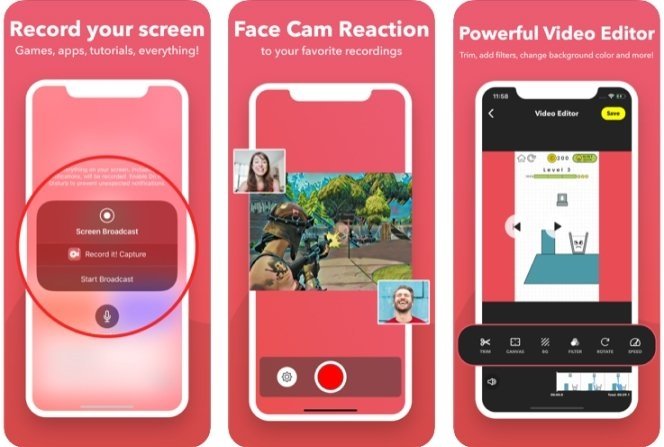 Record your screen
Games, apps, tutorials, everything!
Screen Broadcast
Record it! Capture
Start Broadcast
Face Cam Reaction
to your favorite recordings
Powerful Video Editor
Trim, add filters, change background color and more!
11:58
Video Editor
Save
200
Level 3
TRIM
CANVAS
BG
FILTER
ROTATE
SPEED